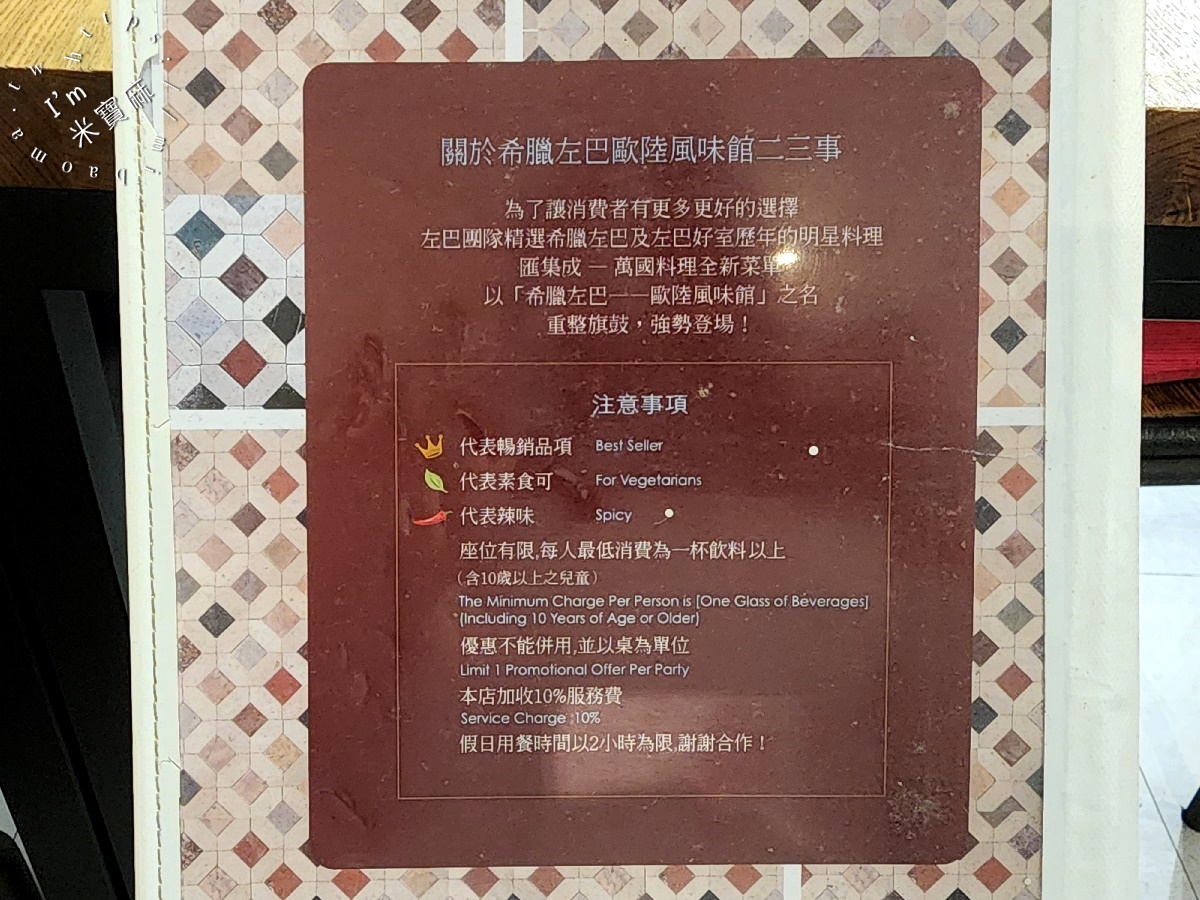 I'm
米寶麻
關於希臘左巴歐陸風味館二三事
為了讓消費者有更多更好的選擇
左巴團隊精選希臘左巴及左巴好室歷年的明星料理
匯集成 — 萬國料理全新菜單
以「希臘左巴——歐陸風味館」之名
重整旗鼓，強勢登場！
注意事項
代表暢銷品項 Best Seller
代表素食可 For Vegetarians
代表辣味 Spicy
座位有限,每人最低消費為一杯飲料以上
（含10歲以上之兒童）
The Minimum Charge Per Person is [One Glass of Beverages]
(Including 10 Years of Age or Older)
優惠不能併用,並以桌為單位
Limit 1 Promotional Offer Per Party
本店加收10%服務費
Service Charge :10%
假日用餐時間以2小時為限,謝謝合作！